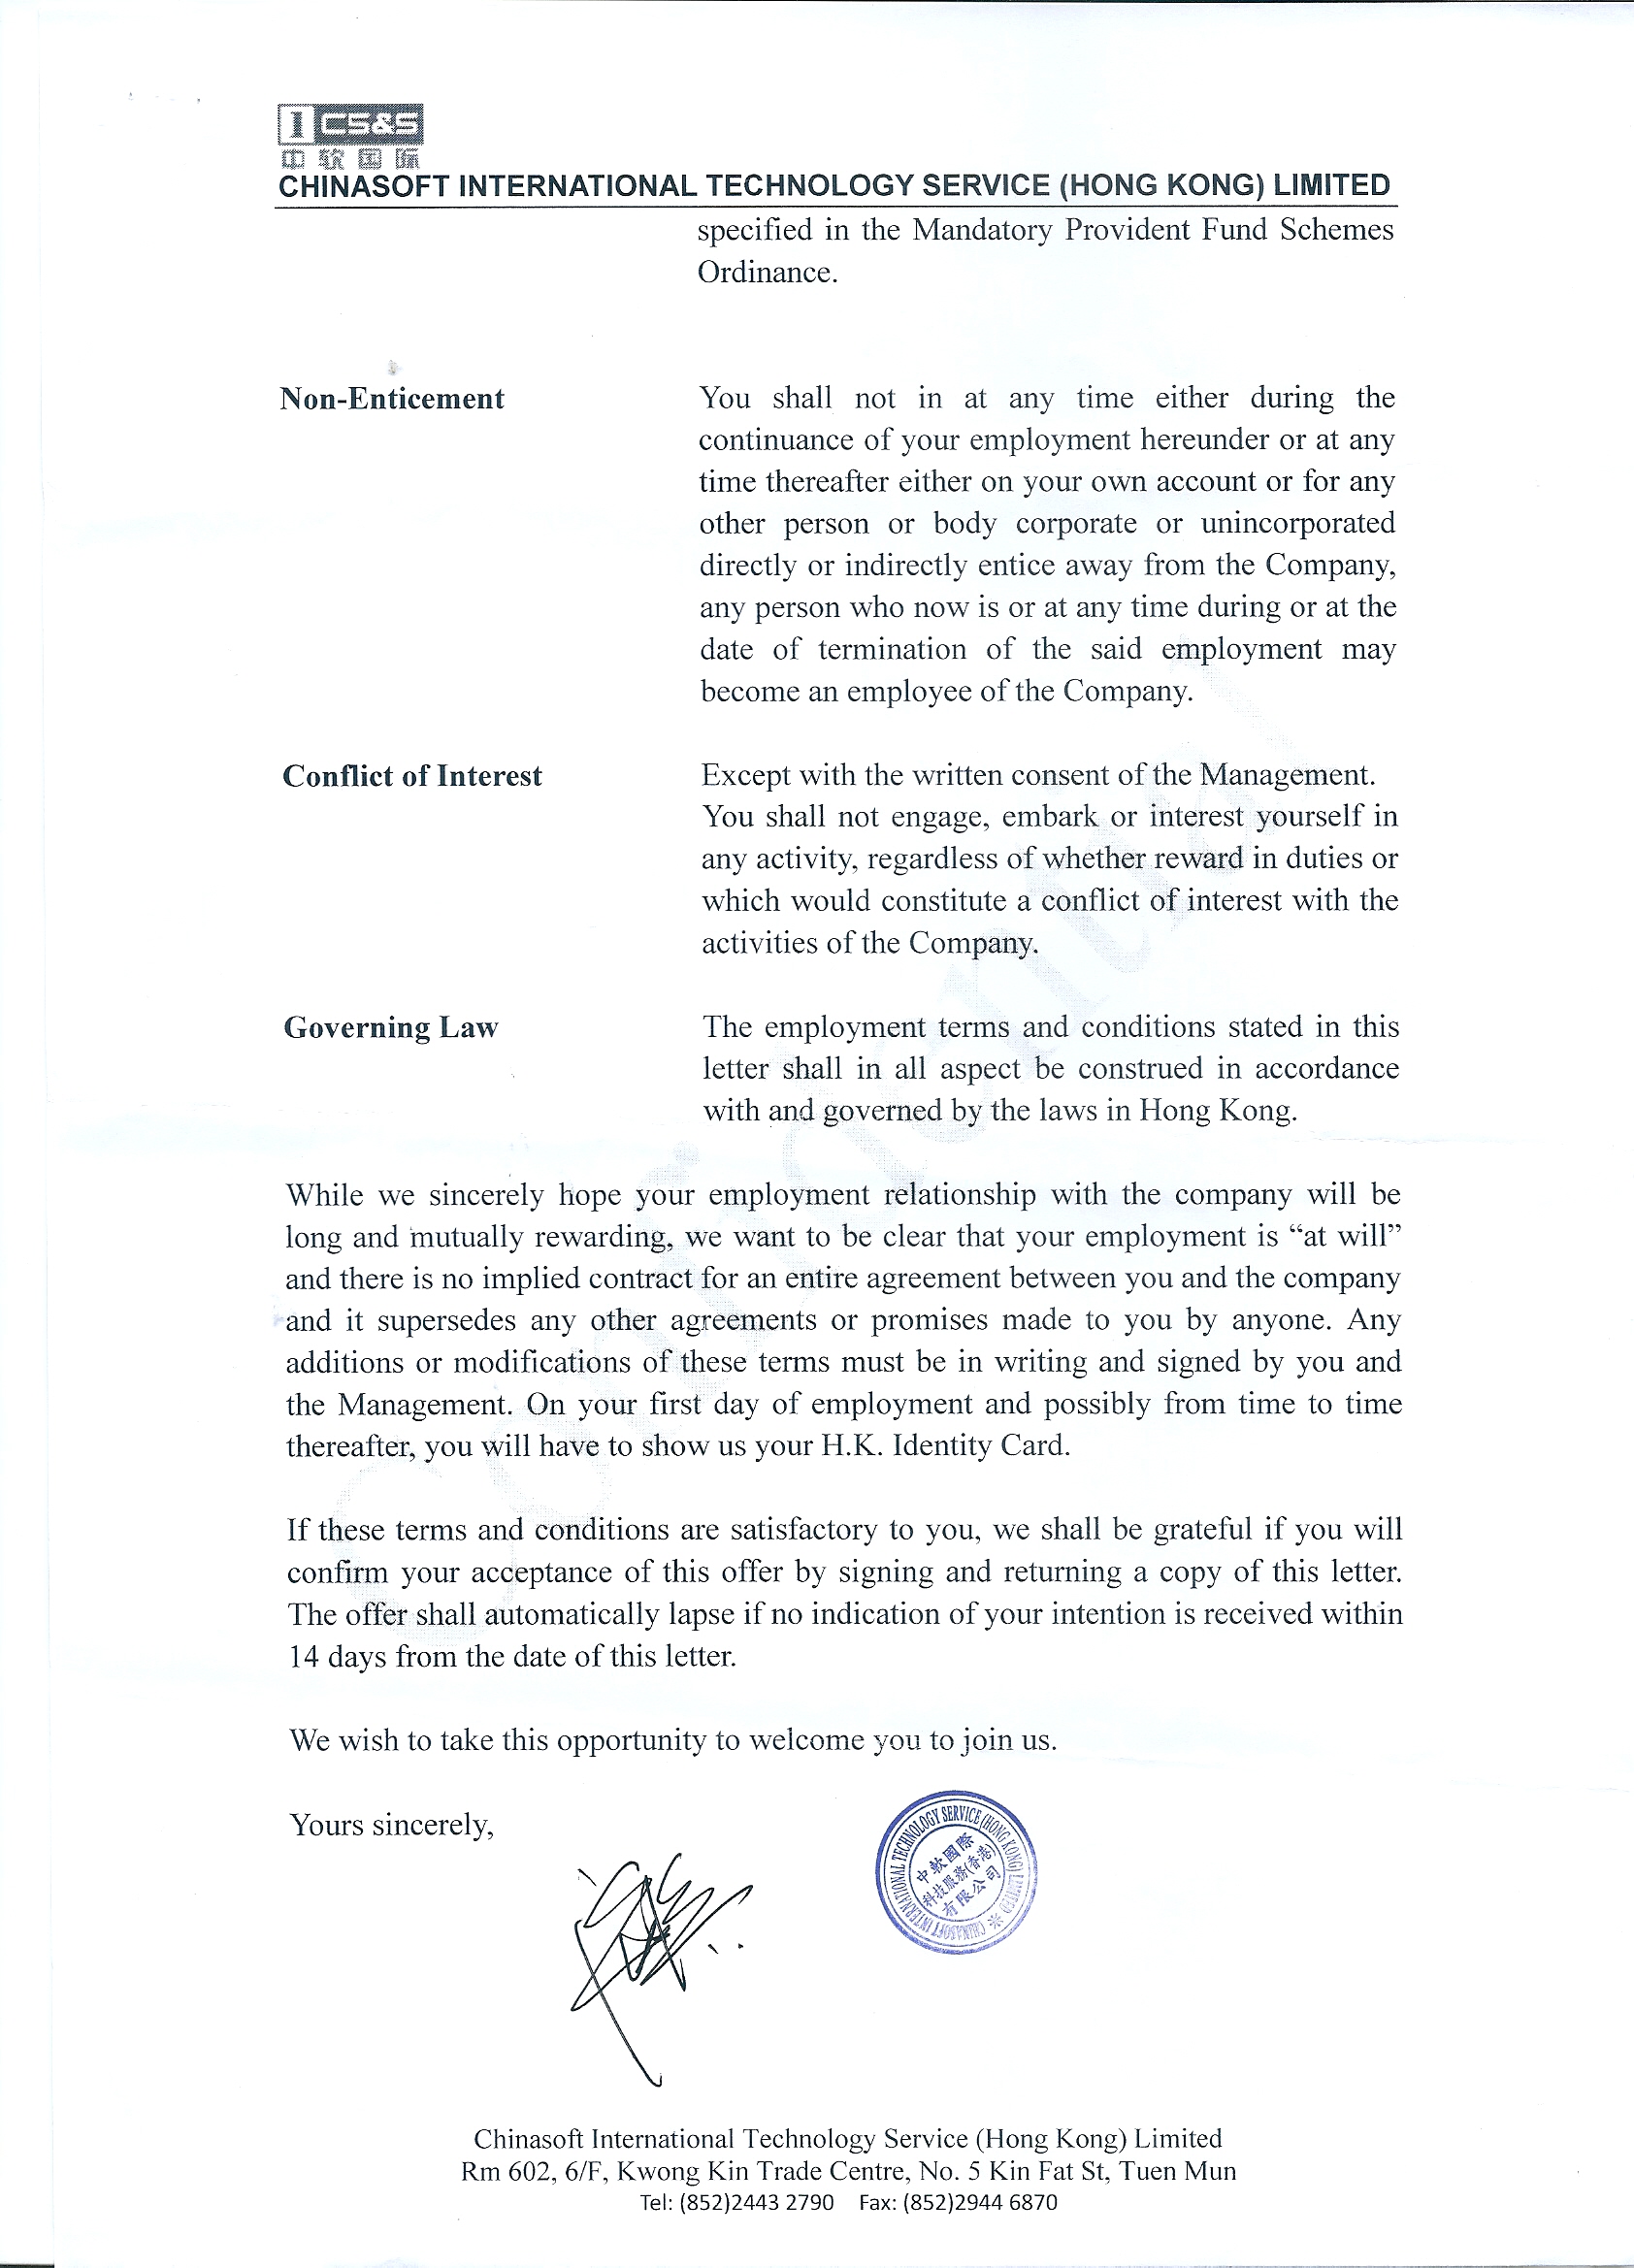 1 CS&S
中软国际
CHINASOFT INTERNATIONAL TECHNOLOGY SERVICE (HONG KONG) LIMITED
specified in the Mandatory Provident Fund Schemes
Ordinance.
Non-Enticement
You shall not in at any time either during the
continuance of your employment hereunder or at any
time thereafter either on your own account or for any
other person or body corporate or unincorporated
directly or indirectly entice away from the Company,
any person who now is or at any time during or at the
date of termination of the said employment may
become an employee of the Company.
Conflict of Interest
Except with the written consent of the Management.
You shall not engage, embark or interest yourself in
any activity, regardless of whether reward in duties or
which would constitute a conflict of interest with the
activities of the Company.
Governing Law
The employment terms and conditions stated in this
letter shall in all aspect be construed in accordance
with and governed by the laws in Hong Kong.
While we sincerely hope your employment relationship with the company will be
long and mutually rewarding, we want to be clear that your employment is “at will”
and there is no implied contract for an entire agreement between you and the company
and it supersedes any other agreements or promises made to you by anyone. Any
additions or modifications of these terms must be in writing and signed by you and
the Management. On your first day of employment and possibly from time to time
thereafter, you will have to show us your H.K. Identity Card.
If these terms and conditions are satisfactory to you, we shall be grateful if you will
confirm your acceptance of this offer by signing and returning a copy of this letter.
The offer shall automatically lapse if no indication of your intention is received within
14 days from the date of this letter.
We wish to take this opportunity to welcome you to join us.
Yours sincerely,
CHINASOFT INTERNATIONAL TECHNOLOGY SERVICE (HONG KONG) LIMITED
中軟國際
科技服務(香港)
有限公司
Confidential
Chinasoft International Technology Service (Hong Kong) Limited
Rm 602, 6/F, Kwong Kin Trade Centre, No. 5 Kin Fat St, Tuen Mun
Tel: (852)2443 2790 Fax: (852)2944 6870